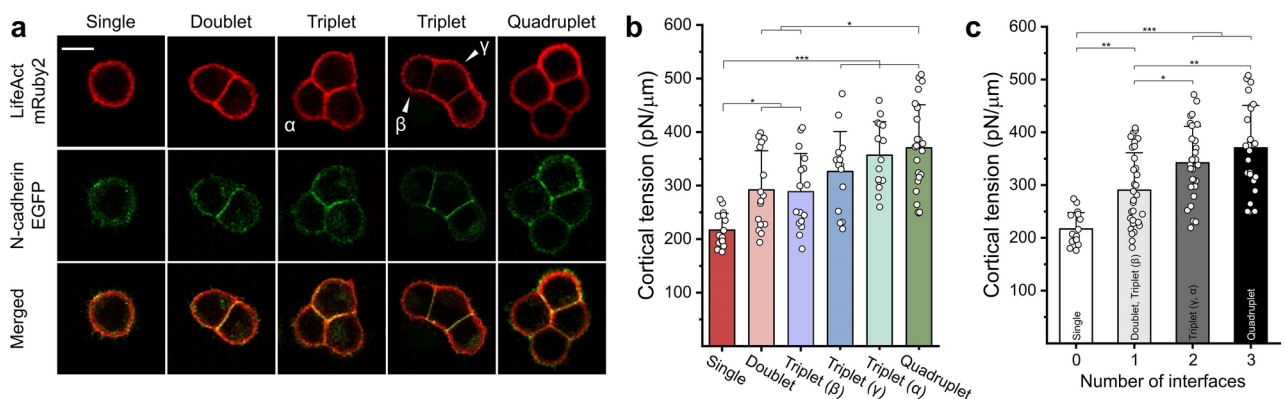 a
Single
Doublet
Triplet
Triplet
Quadruplet
LifeAct
mRuby2
α
β
γ
N-cadherin
EGFP
Merged
b
Cortical tension (pN/μm)
600
500
400
300
200
100
*
***
*
Single
Doublet
Triplet (β)
Triplet (γ)
Triplet (α)
Quadruplet
c
Cortical tension (pN/μm)
600
500
400
300
200
100
***
**
**
*
Single
Doublet, Triplet (β)
Triplet (γ, α)
Quadruplet
0
1
2
3
Number of interfaces